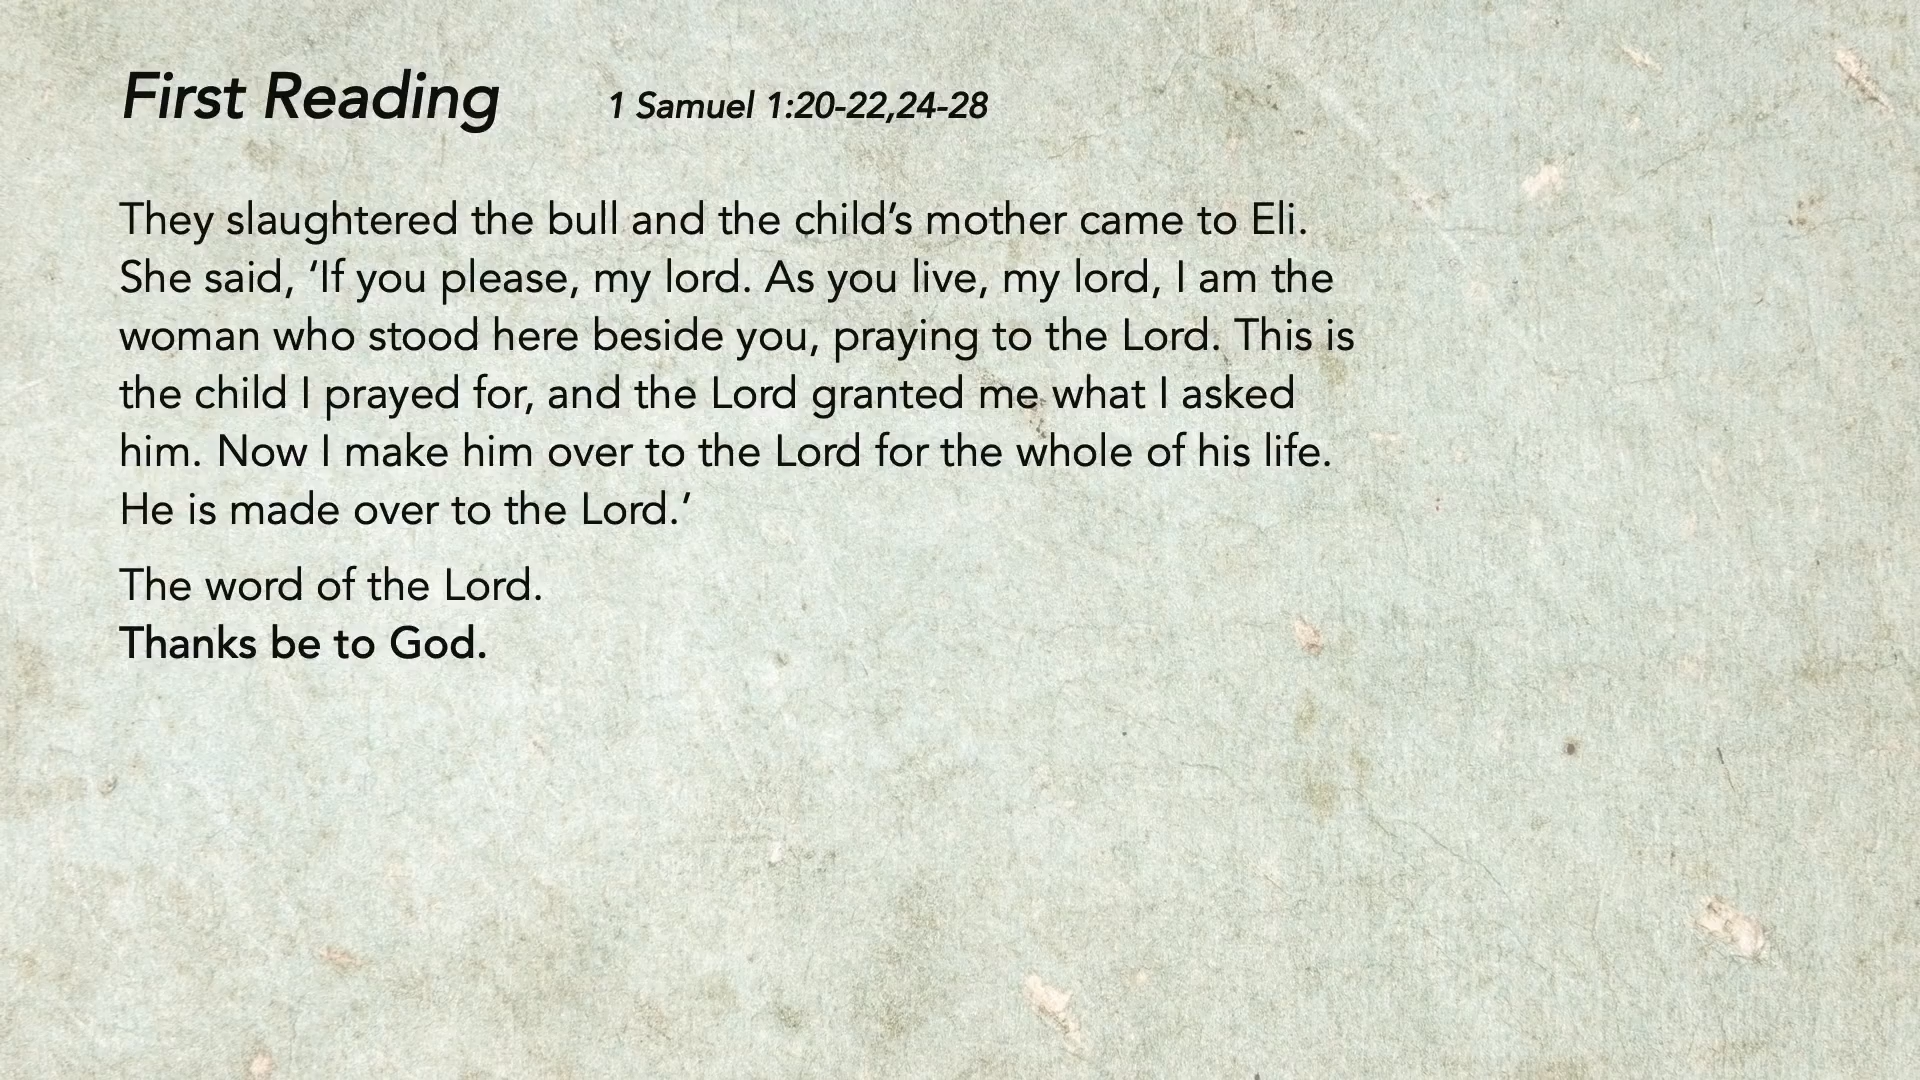 First Reading 1 Samuel 1:20-22,24-28
They slaughtered the bull and the child’s mother came to Eli.
She said, ‘If you please, my lord. As you live, my lord, I am the
woman who stood here beside you, praying to the Lord. This is
the child I prayed for, and the Lord granted me what I asked
him. Now I make him over to the Lord for the whole of his life.
He is made over to the Lord.’
The word of the Lord.
Thanks be to God.